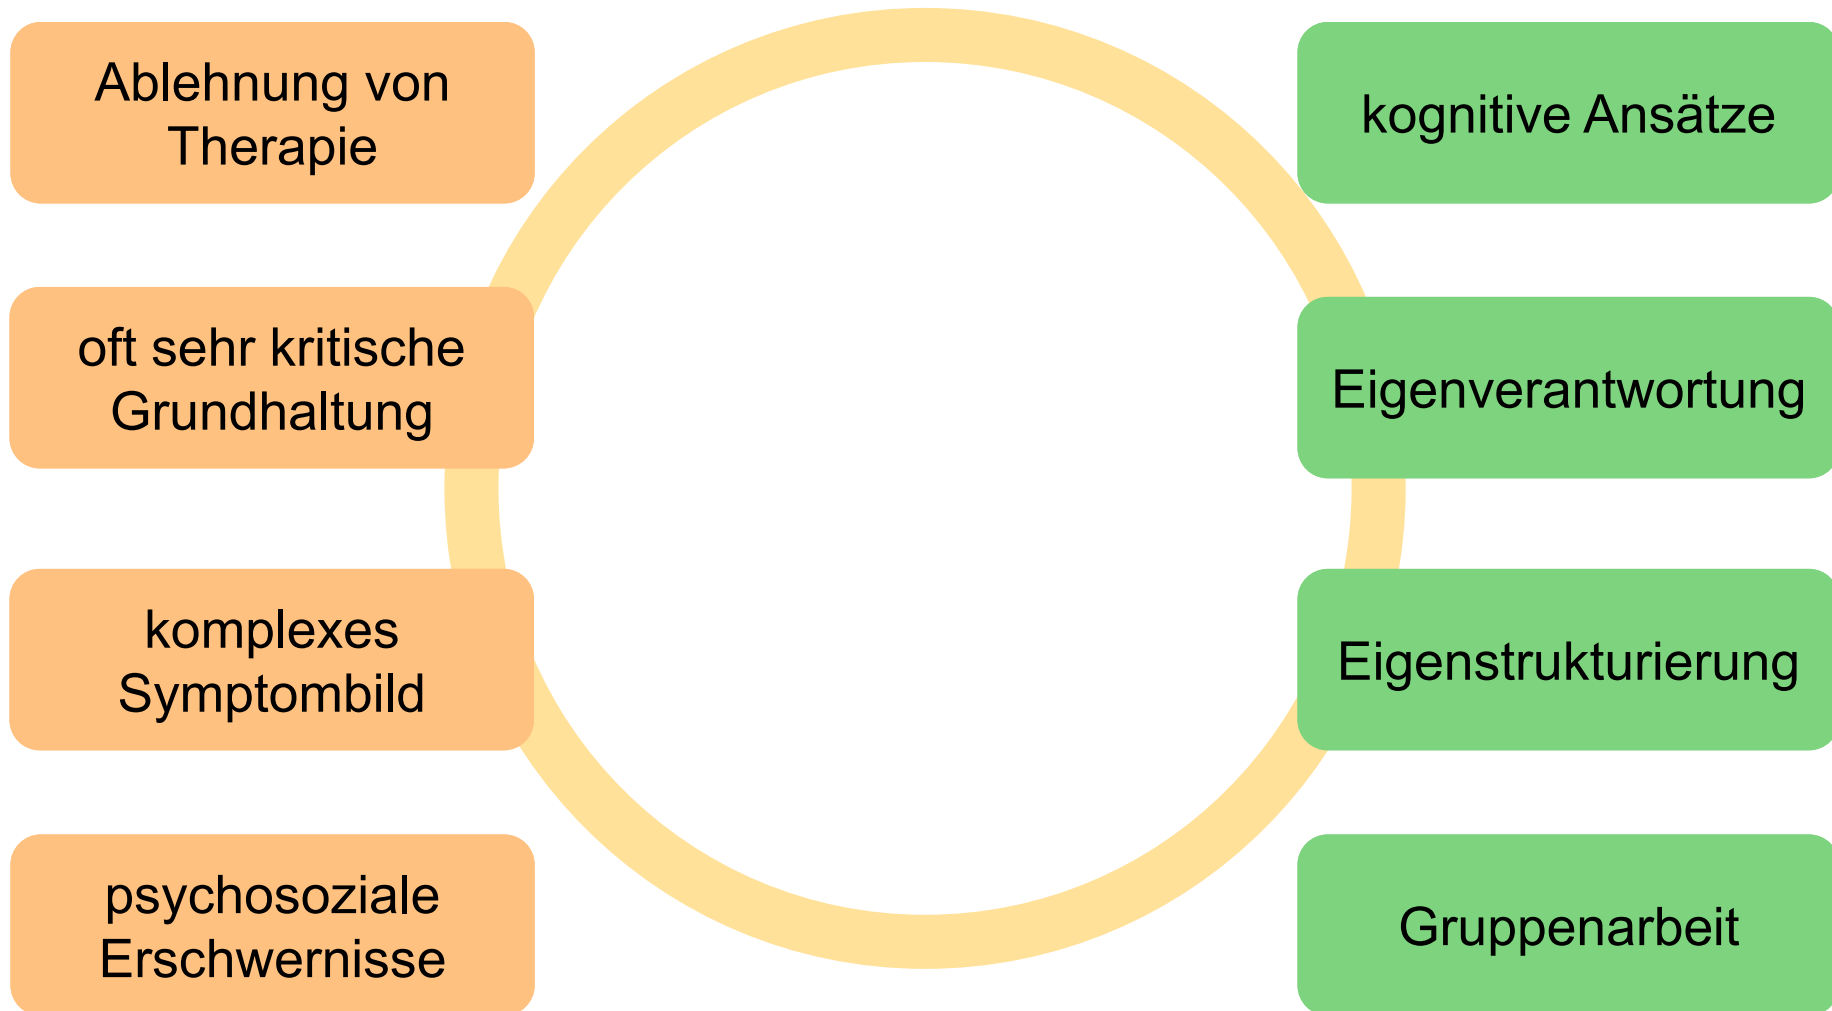 Ablehnung von
Therapie
oft sehr kritische
Grundhaltung
komplexes
Symptombild
psychosoziale
Erschwernisse
kognitive Ansätze
Eigenverantwortung
Eigenstrukturierung
Gruppenarbeit